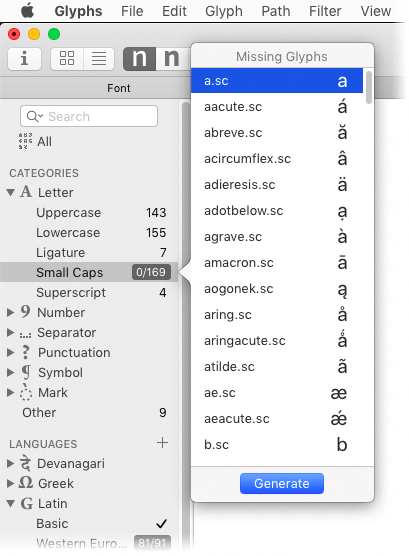 Glyphs File Edit Glyph Path Filter View
n n
Font
Search
All
CATEGORIES
A Letter
Uppercase 143
Lowercase 155
Ligature 7
Small Caps 0/169
Superscript 4
9 Number
Separator
? Punctuation
¶ Symbol
Mark
Other 9
LANGUAGES +
दे Devanagari
Ω Greek
G Latin
Basic ✓
Western Euro... 81/91
Missing Glyphs
a.sc a
aacute.sc á
abreve.sc ă
acircumflex.sc â
adieresis.sc ä
adotbelow.sc ạ
agrave.sc à
amacron.sc ā
aogonek.sc ą
aring.sc å
aringacute.sc ǻ
atilde.sc ã
ae.sc æ
aeacute.sc ǽ
b.sc b
Generate